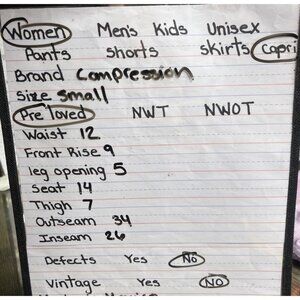 Women Men's Kids Unisex
Pants shorts skirts Capri
Brand Compression
Size Small
Pre loved NWT NWOT
Waist 12
Front Rise 9
leg opening 5
Seat 14
Thigh 7
Outseam 34
Inseam 26
Defects Yes No
Vintage Yes No